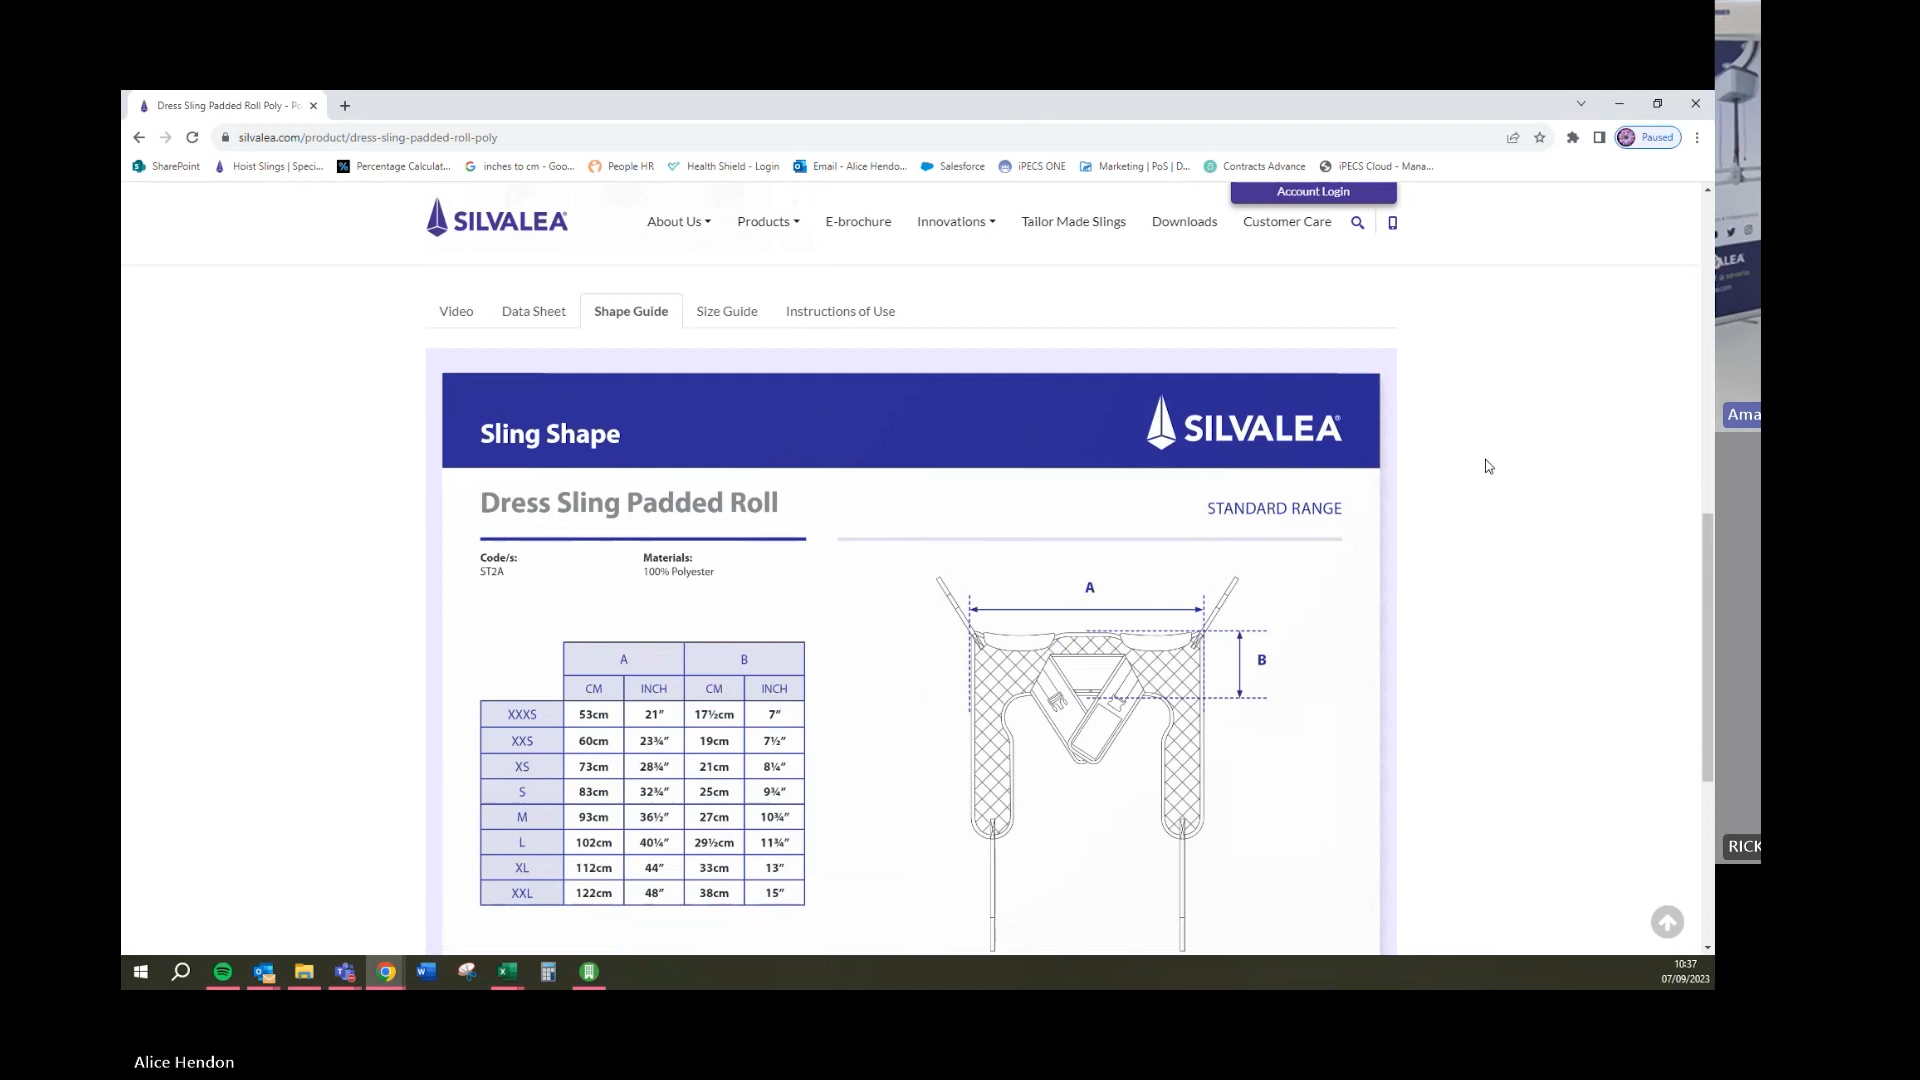 Dress Sling Padded Roll Poly - Po
silvalea.com/product/dress-sling-padded-roll-poly
Paused
SharePoint
Hoist Slings | Speci...
Percentage Calculat...
inches to cm - Goo...
People HR
Health Shield - Login
Email - Alice Hendo...
Salesforce
iPECS ONE
Marketing | PoS | D...
Contracts Advance
iPECS Cloud - Mana...
Account Login
SILVALEA
About Us
Products
E-brochure
Innovations
Tailor Made Slings
Downloads
Customer Care
Video
Data Sheet
Shape Guide
Size Guide
Instructions of Use
Sling Shape
SILVALEA
Dress Sling Padded Roll
STANDARD RANGE
Code/s:
ST2A
Materials:
100% Polyester
A B
CM INCH CM INCH
XXXS 53cm 21” 17½cm 7”
XXS 60cm 23¾” 19cm 7½”
XS 73cm 28¾” 21cm 8¼”
S 83cm 32¾” 25cm 9¾”
M 93cm 36½” 27cm 10¾”
L 102cm 40¼” 29½cm 11¾”
XL 112cm 44” 33cm 13”
XXL 122cm 48” 38cm 15”
A
B
10:37
07/09/2023
Alice Hendon
ALEA
Ama
RICK